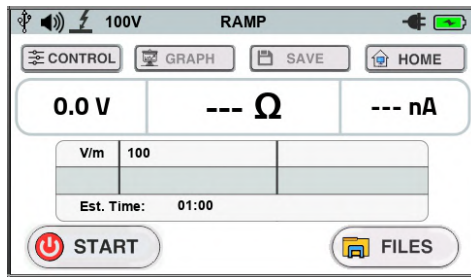 100V RAMP
CONTROL GRAPH SAVE HOME
0.0 V --- Ω --- nA
V/m 100
Est. Time: 01:00
START FILES